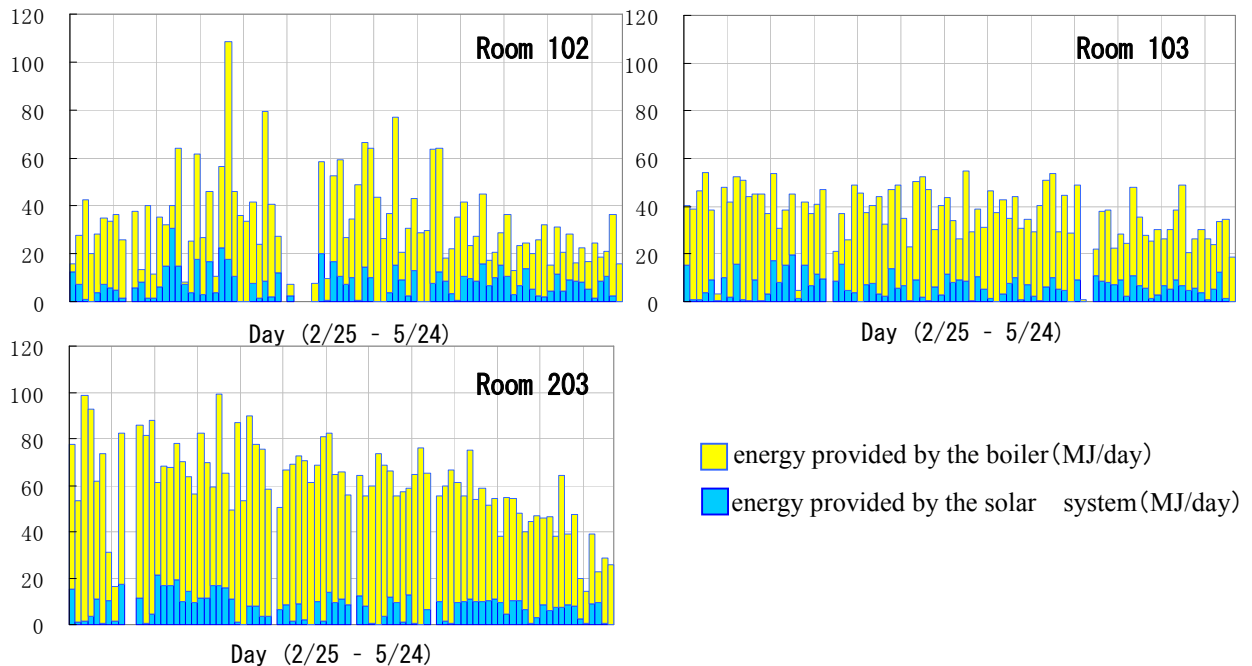 120
100
80
60
40
20
0
Room 102
Day (2/25 - 5/24)
120
100
80
60
40
20
0
Room 103
Day (2/25 - 5/24)
120
100
80
60
40
20
0
Room 203
Day (2/25 - 5/24)
energy provided by the boiler(MJ/day)
energy provided by the solar system(MJ/day)